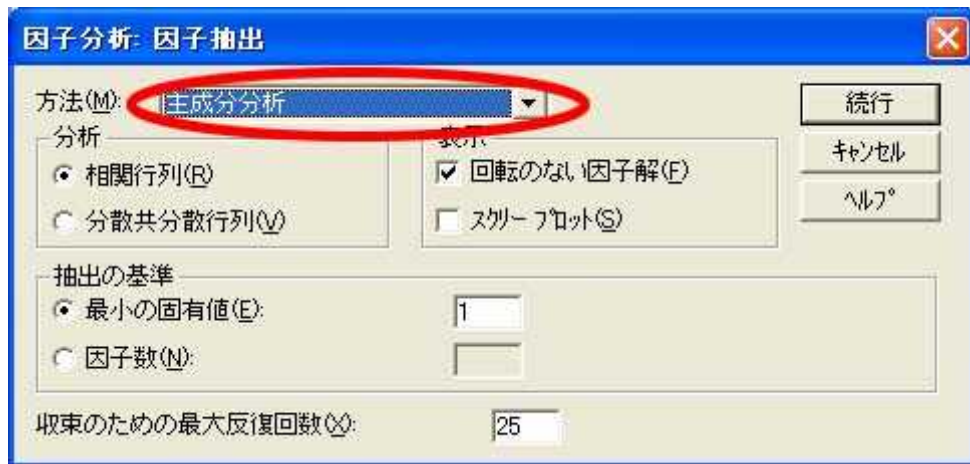 因子分析: 因子抽出
方法(M): 主成分分析
続行
キャンセル
ヘルプ
分析
相関行列(R)
分散共分散行列(V)
表示
回転のない因子解(F)
スクリー プロット(S)
抽出の基準
最小の固有値(E): 1
因子数(N):
収束のための最大反復回数(X): 25